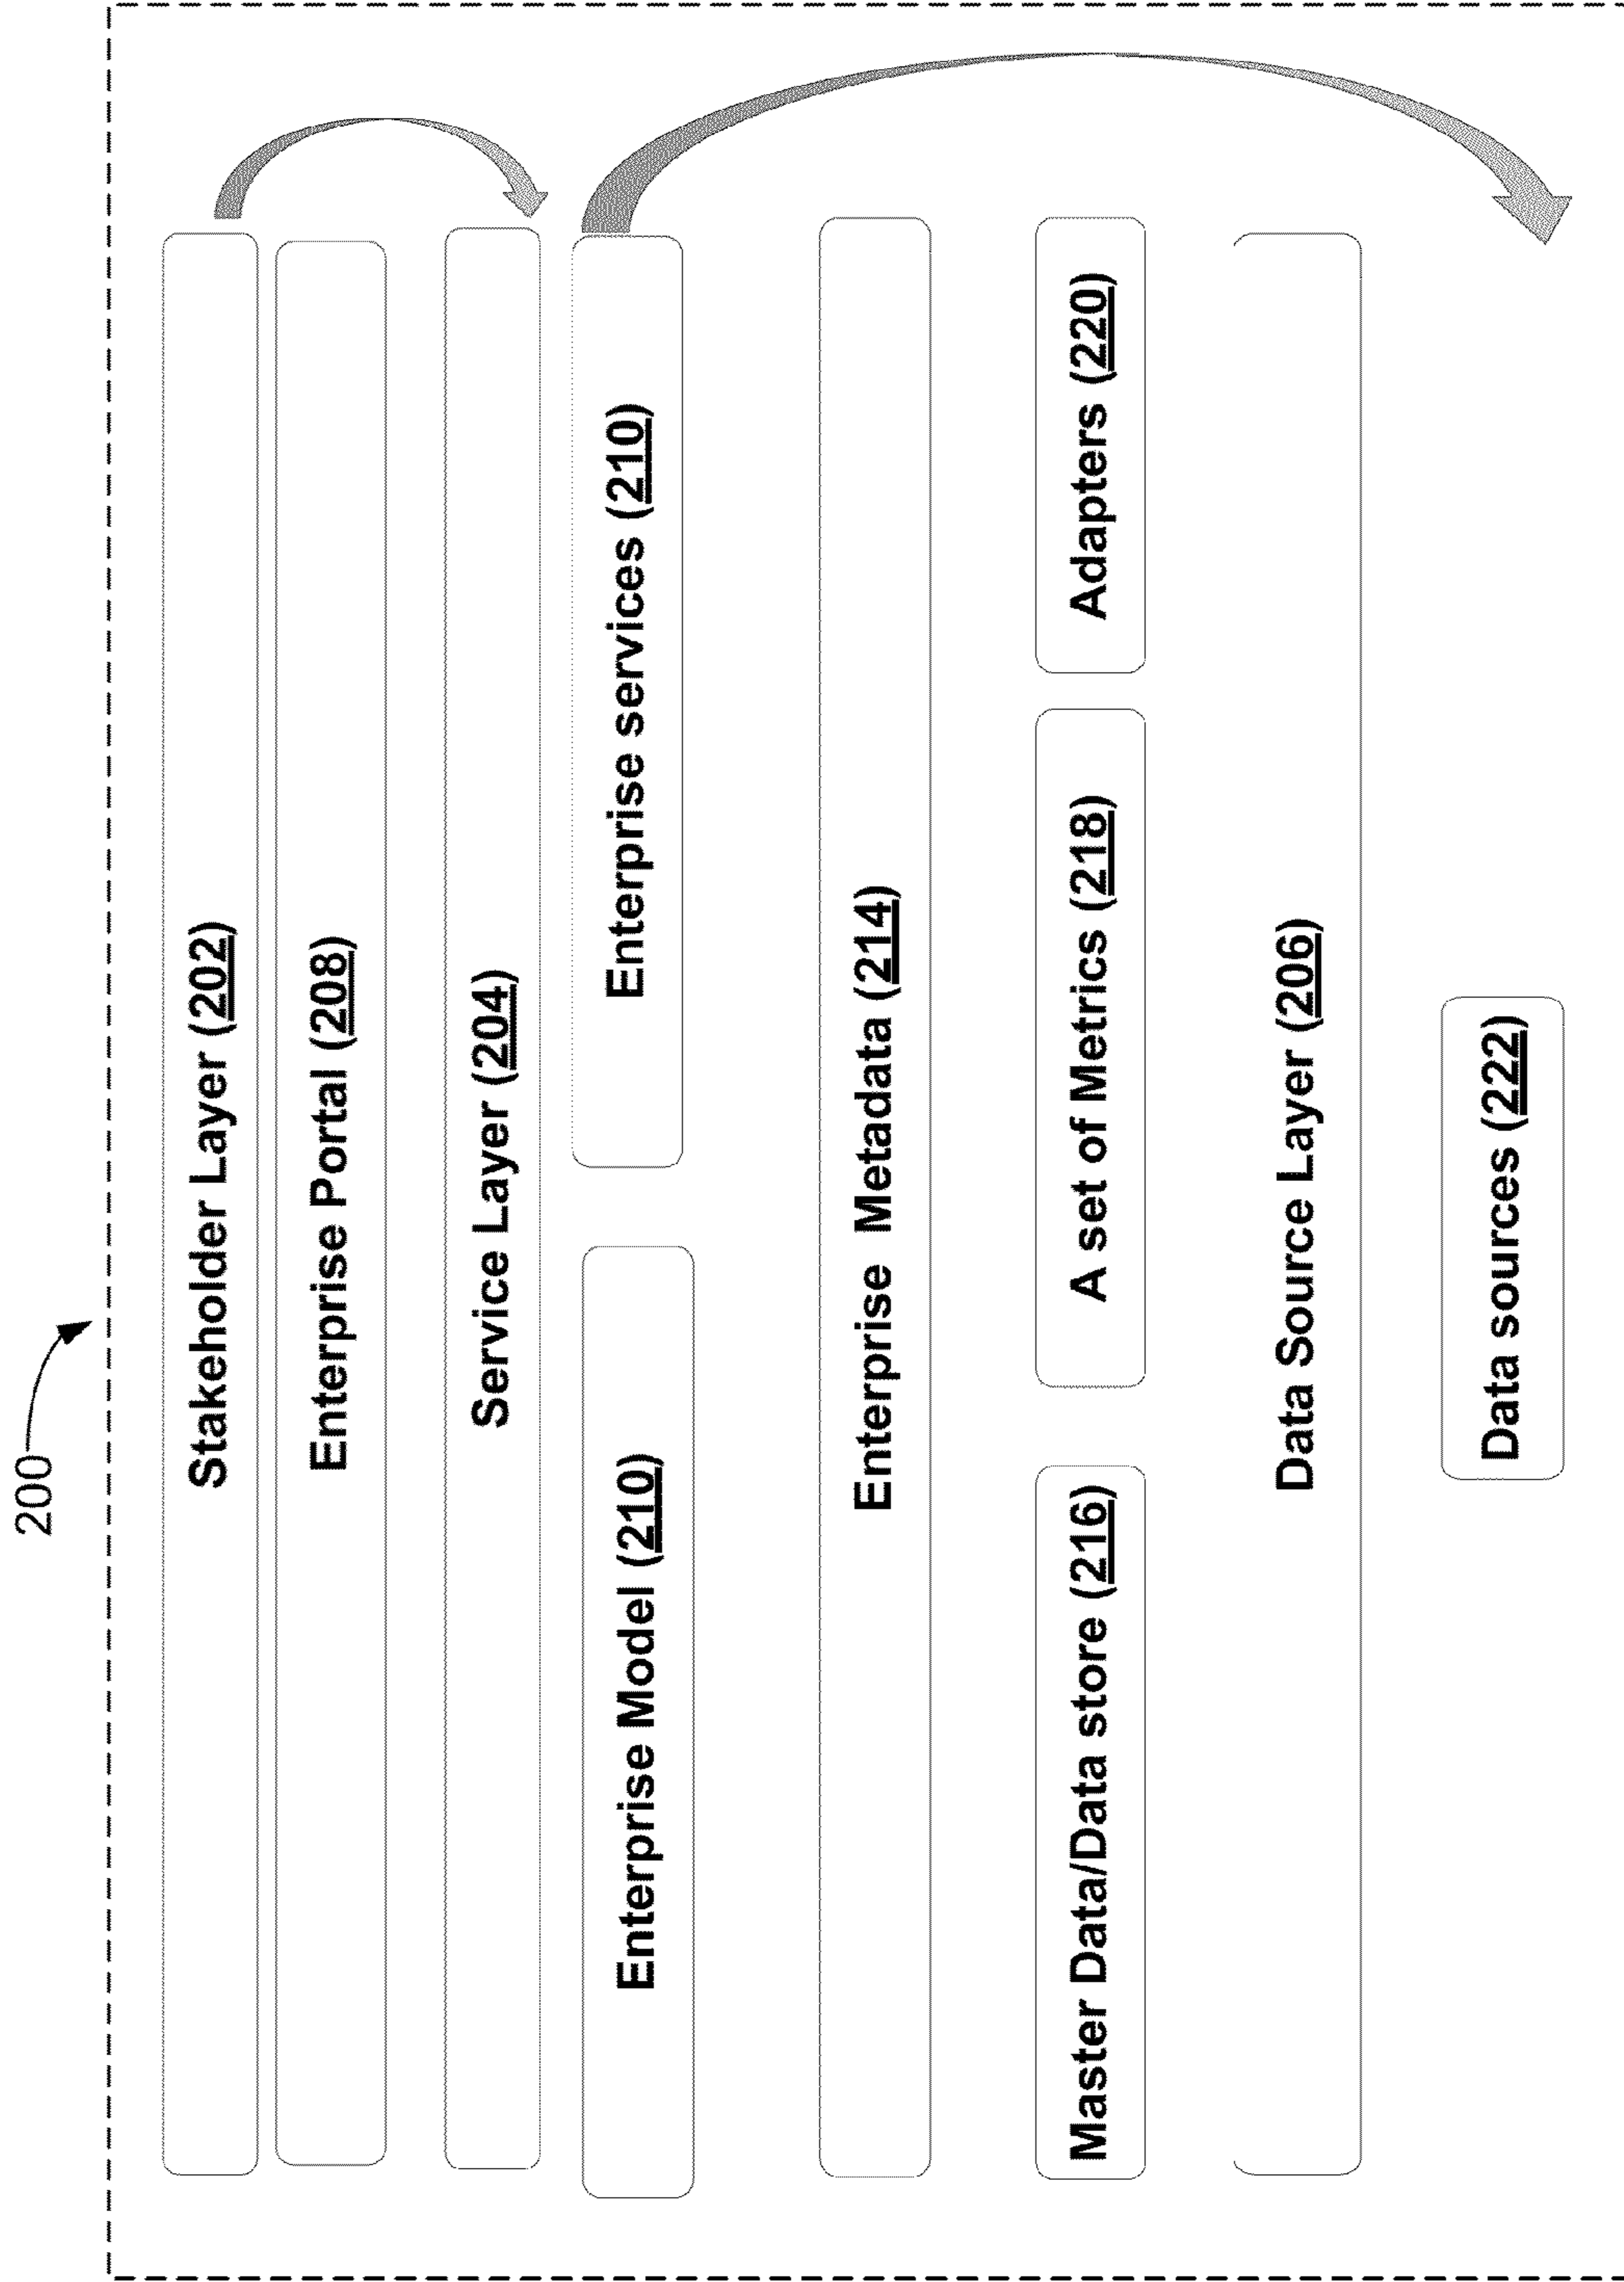 200
Stakeholder Layer (202)
Enterprise Portal (208)
Service Layer (204)
Enterprise Model (210)
Enterprise services (210)
Enterprise Metadata (214)
Master Data/Data store (216)
A set of Metrics (218)
Adapters (220)
Data Source Layer (206)
Data sources (222)